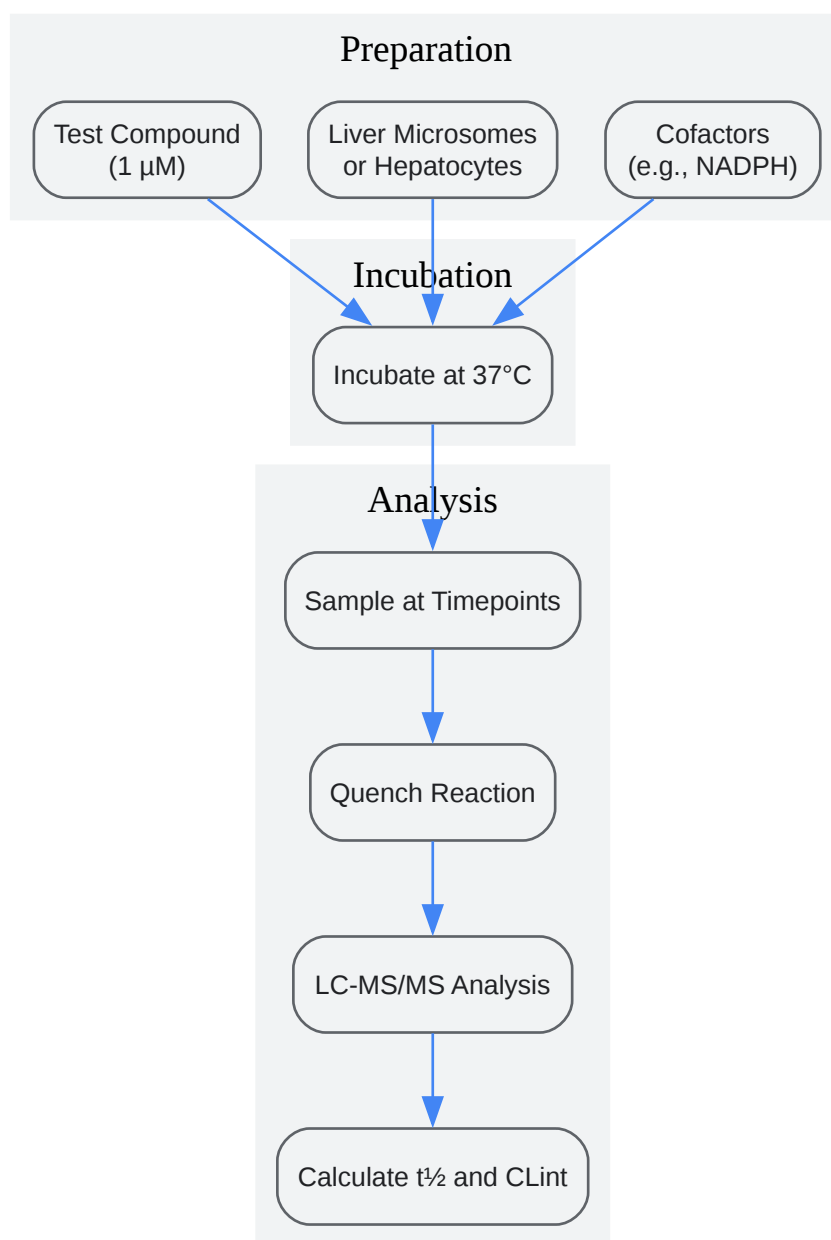 Preparation
Test Compound
(1 µM)
Liver Microsomes
or Hepatocytes
Cofactors
(e.g., NADPH)
Incubation
Incubate at 37°C
Analysis
Sample at Timepoints
Quench Reaction
LC-MS/MS Analysis
Calculate t½ and CLint